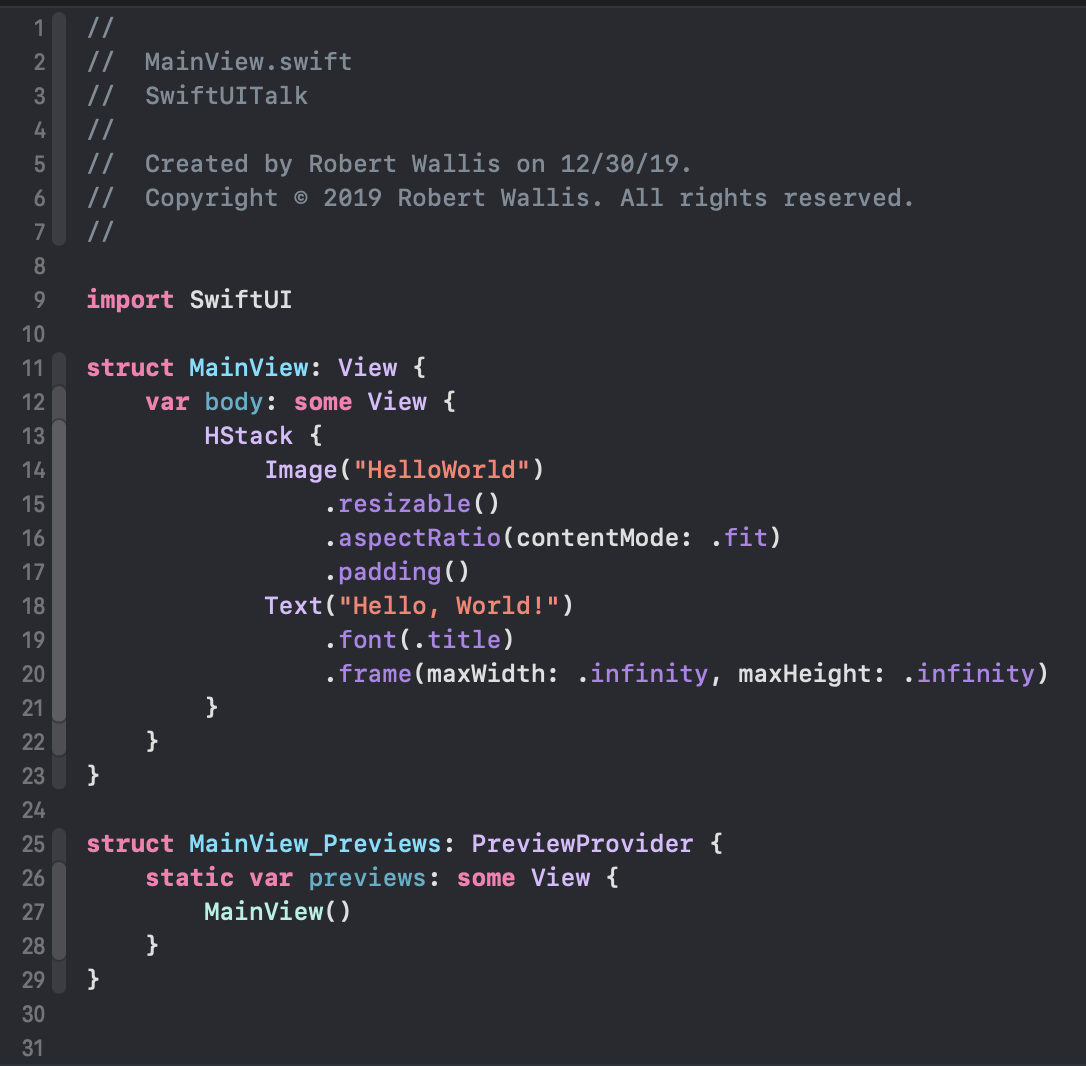 1 //
2 //  MainView.swift
3 //  SwiftUITalk
4 //
5 //  Created by Robert Wallis on 12/30/19.
6 //  Copyright © 2019 Robert Wallis. All rights reserved.
7 //
8
9 import SwiftUI
10
11 struct MainView: View {
12     var body: some View {
13         HStack {
14             Image("HelloWorld")
15                 .resizable()
16                 .aspectRatio(contentMode: .fit)
17                 .padding()
18             Text("Hello, World!")
19                 .font(.title)
20                 .frame(maxWidth: .infinity, maxHeight: .infinity)
21         }
22     }
23 }
24
25 struct MainView_Previews: PreviewProvider {
26     static var previews: some View {
27         MainView()
28     }
29 }
30
31